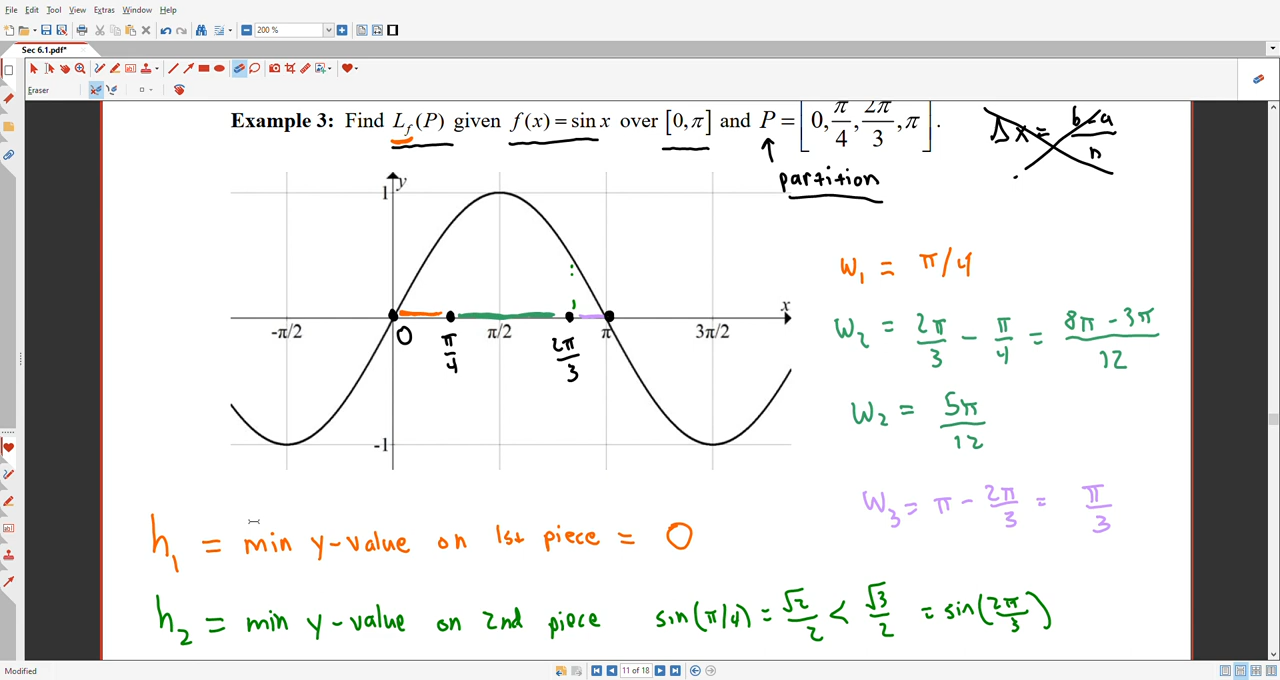 File Edit Tool View Extras Window Help
200 %
Sec 6.1.pdf*
Eraser
Example 3: Find L_f(P) given f(x) = sin x over [0, π] and P = [0, π/4, 2π/3, π].
Δx = b-a/n
partition
y
1
x
-π/2 0 π/4 π/2 2π/3 π 3π/2
-1
w₁ = π/4
w₂ = 2π/3 - π/4 = 8π - 3π/12
w₂ = 5π/12
w₃ = π - 2π/3 = π/3
h₁ = min y-value on 1st piece = 0
h₂ = min y-value on 2nd piece sin(π/4) = √2/2 < √3/2 = sin(2π/3)
Modified
11 of 18